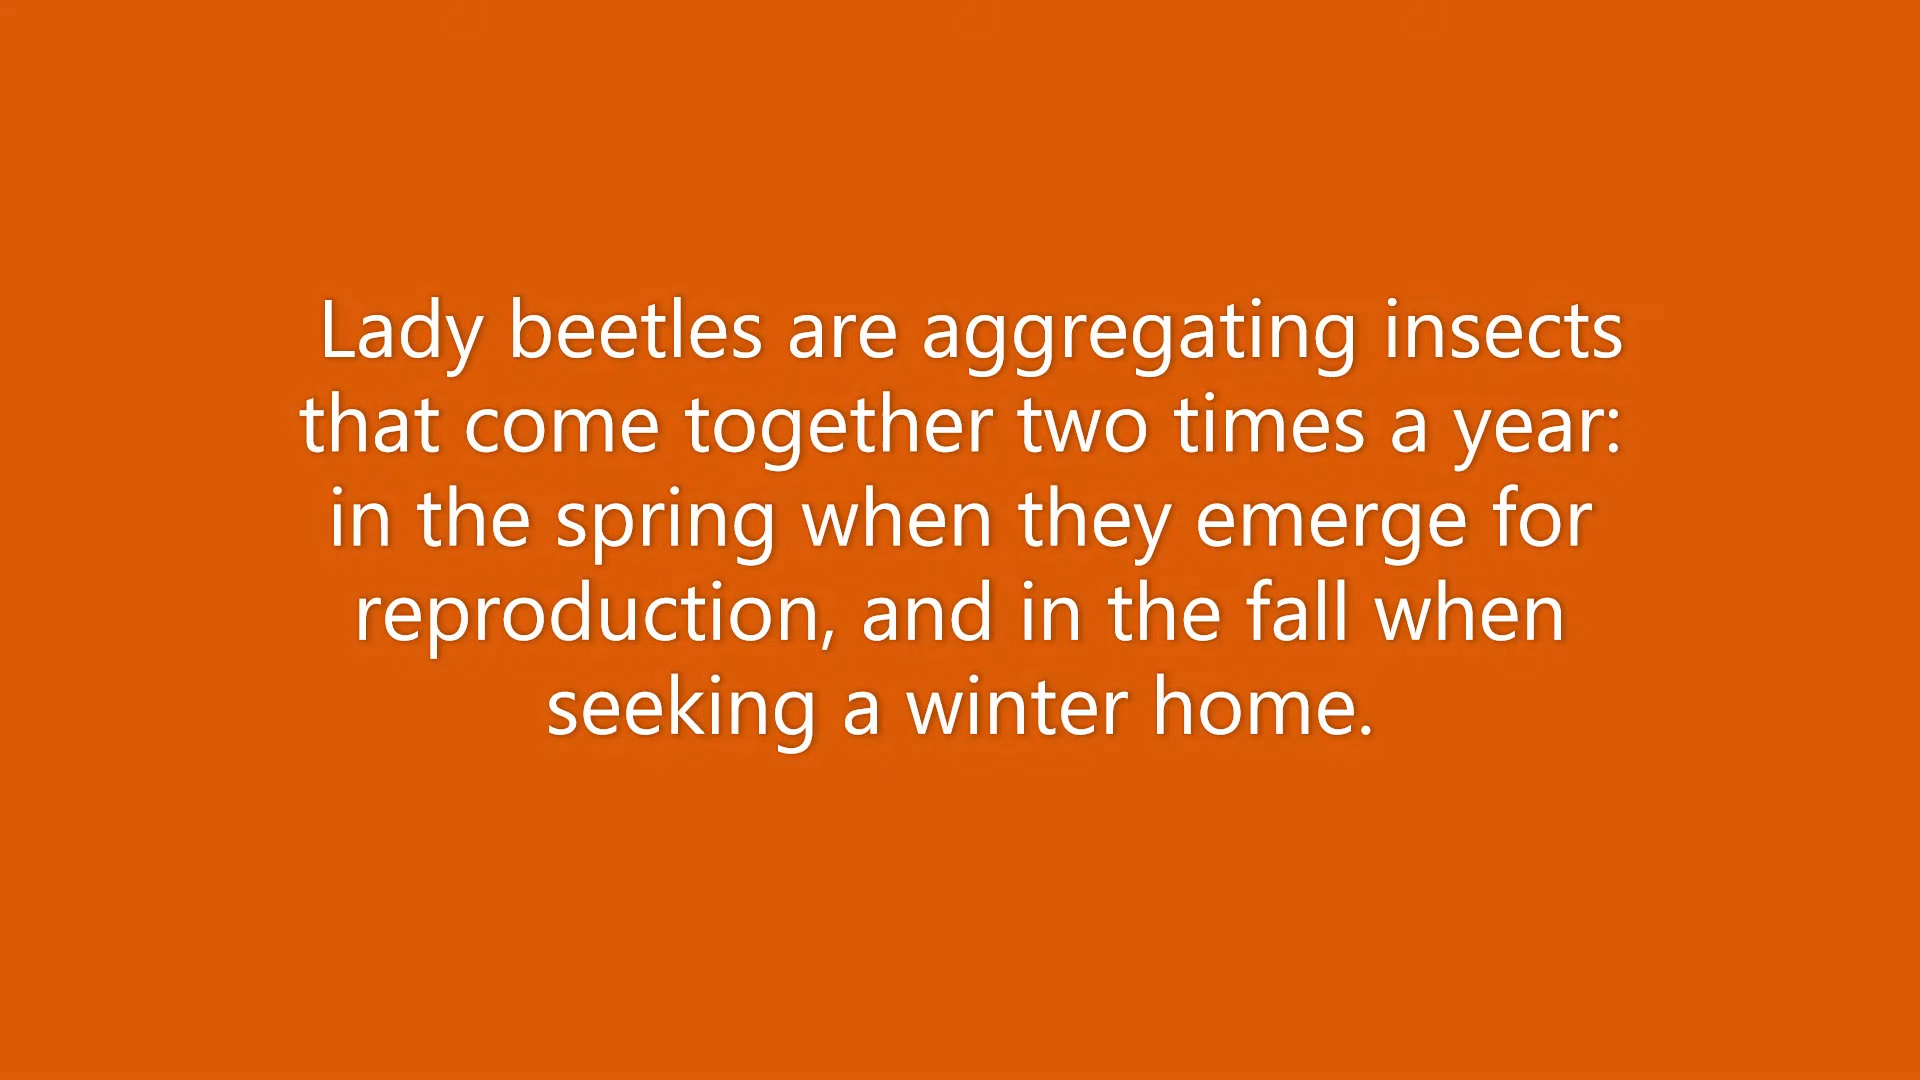 Lady beetles are aggregating insects
that come together two times a year:
in the spring when they emerge for
reproduction, and in the fall when
seeking a winter home.